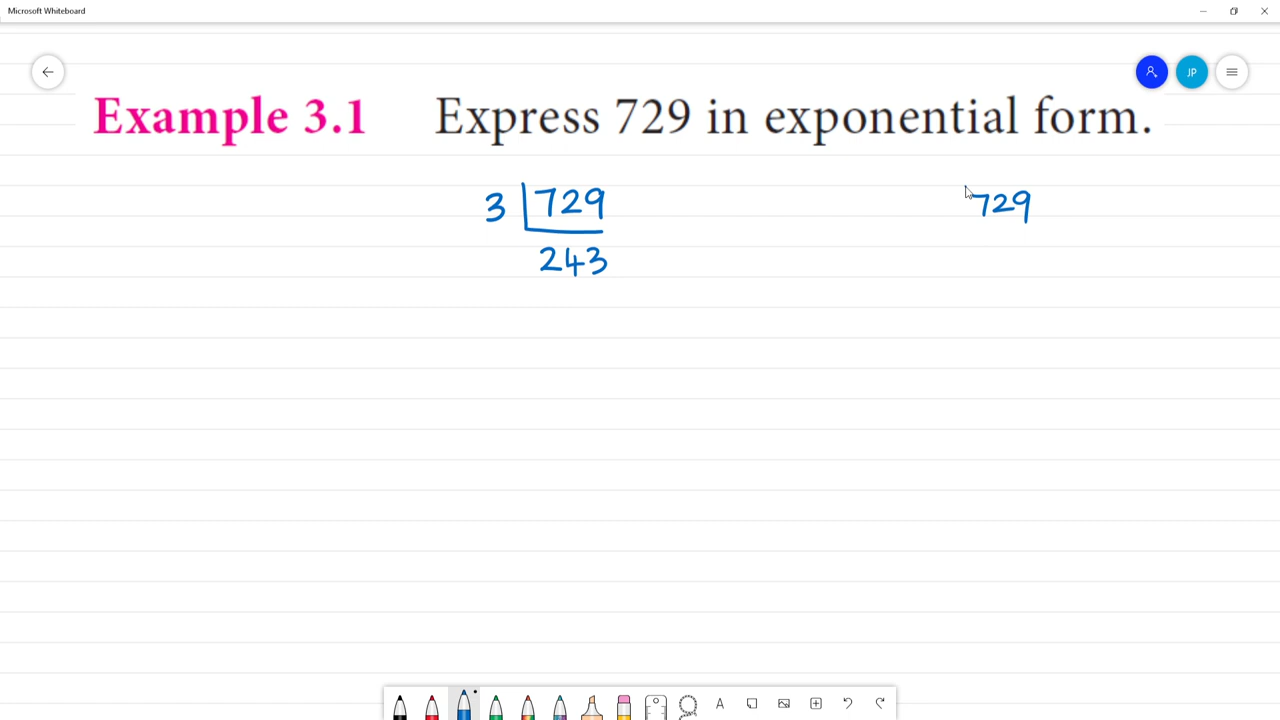 Microsoft Whiteboard
JP
Example 3.1 Express 729 in exponential form.
3 729 729
243
A